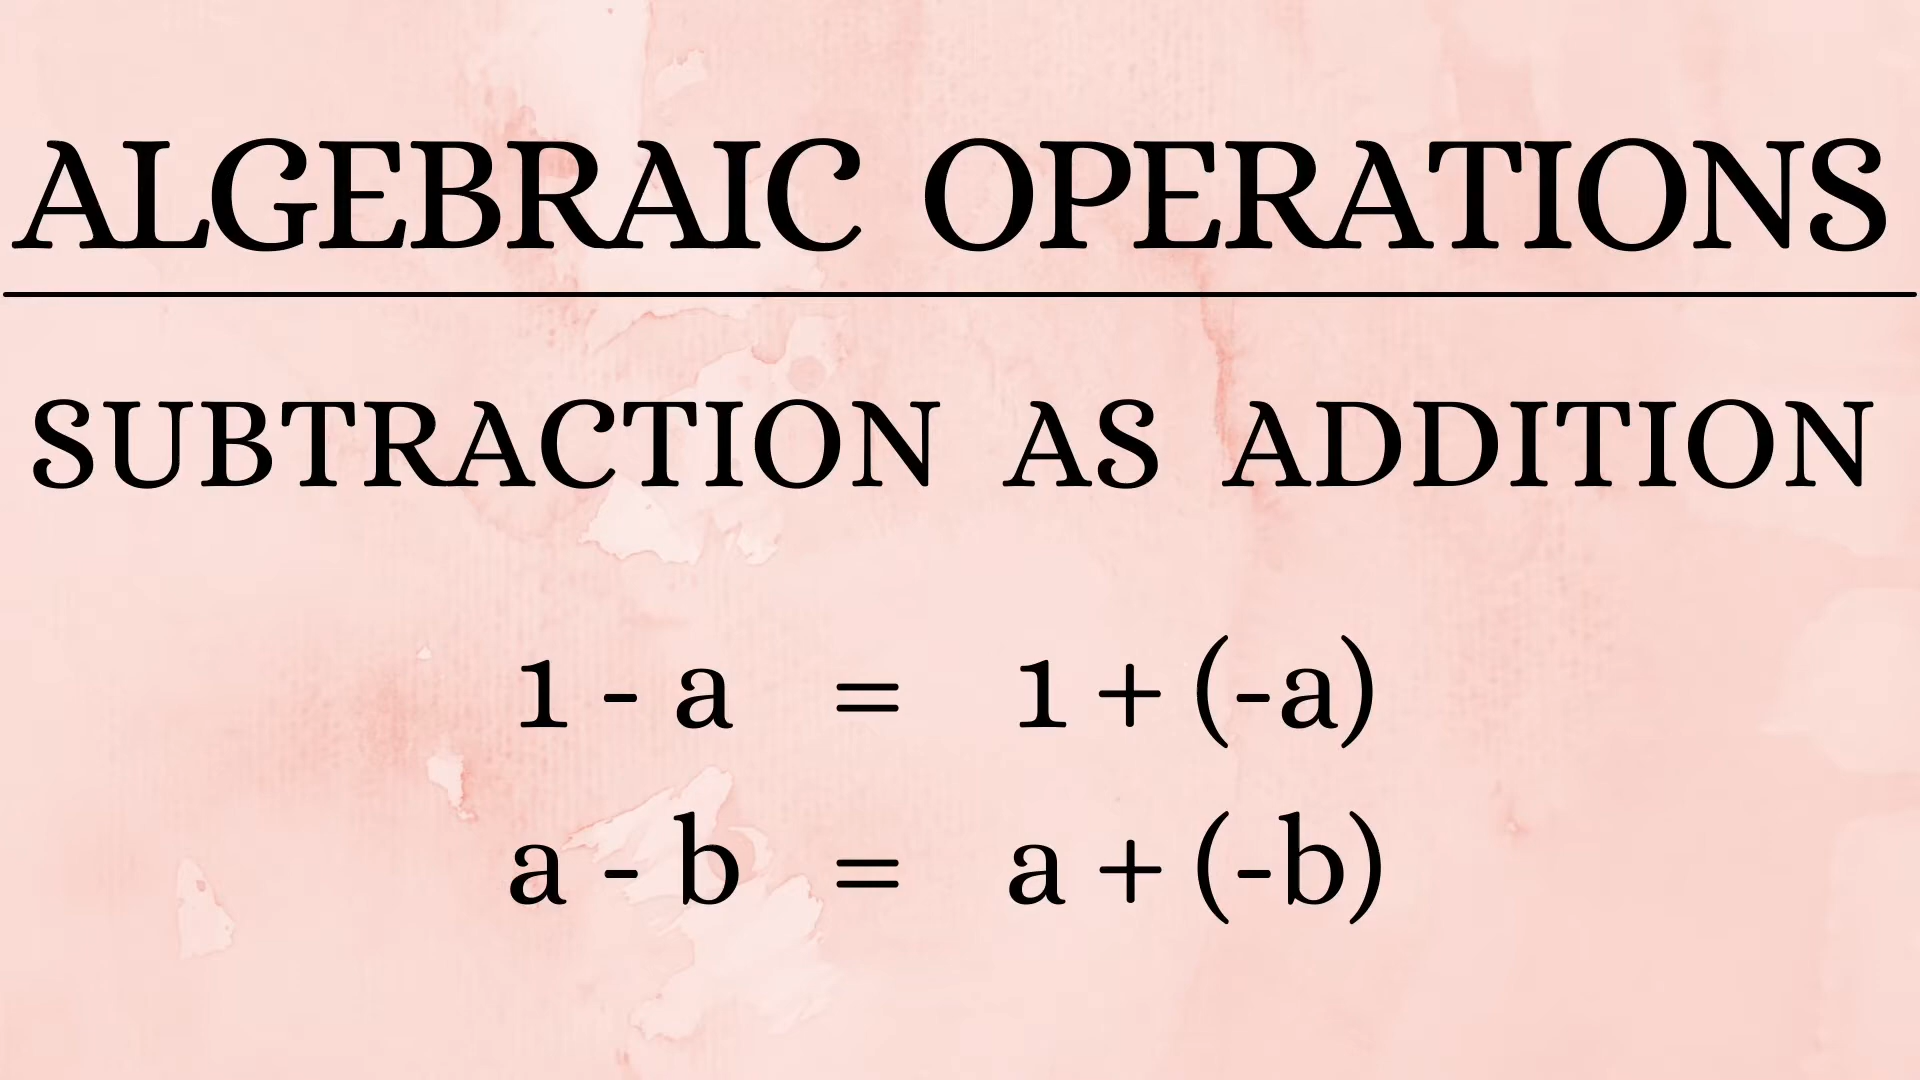 ALGEBRAIC OPERATIONS
SUBTRACTION AS ADDITION
1 - a = 1 + (-a)
a - b = a + (-b)